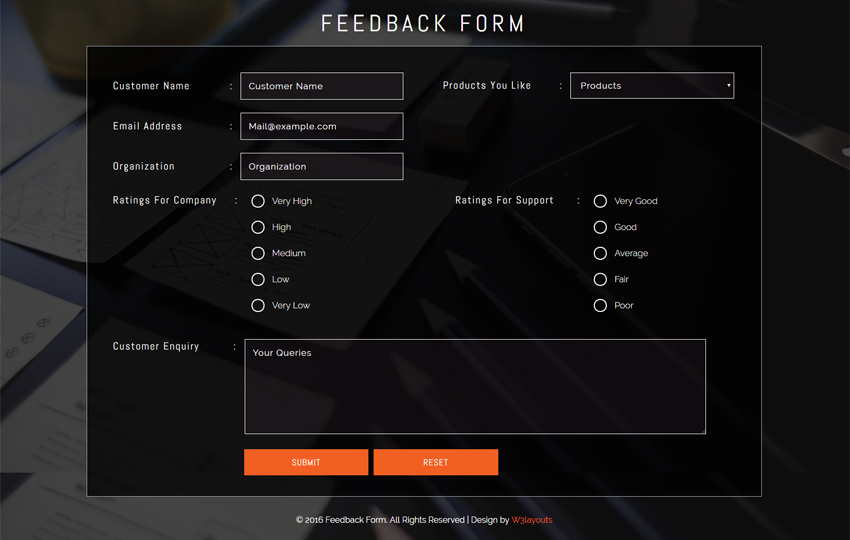 FEEDBACK FORM
Customer Name : Customer Name
Products You Like : Products
Email Address : Mail@example.com
Organization : Organization
Ratings For Company : Very High
High
Medium
Low
Very Low
Ratings For Support : Very Good
Good
Average
Fair
Poor
Customer Enquiry : Your Queries
SUBMIT RESET
© 2016 Feedback Form. All Rights Reserved | Design by W3layouts